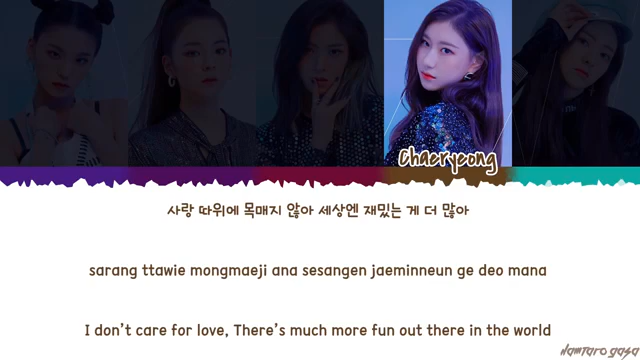 Chaeryeong
사랑 따위에 목매지 않아 세상엔 재밌는 게 더 많아
sarang ttawie mongmaeji ana sesangen jaeminneun ge deo mana
I don't care for love, There's much more fun out there in the world
Namtaro gasa